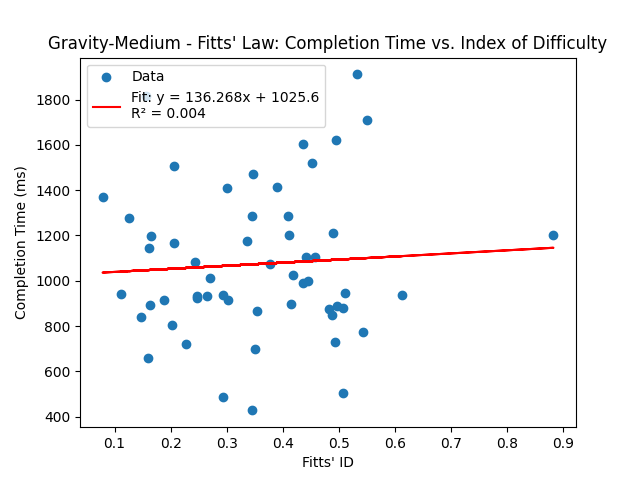 Gravity-Medium - Fitts' Law: Completion Time vs. Index of Difficulty
Data
Fit: y = 136.268x + 1025.6
R² = 0.004
Completion Time (ms)
1800
1600
1400
1200
1000
800
600
400
0.1 0.2 0.3 0.4 0.5 0.6 0.7 0.8 0.9
Fitts' ID